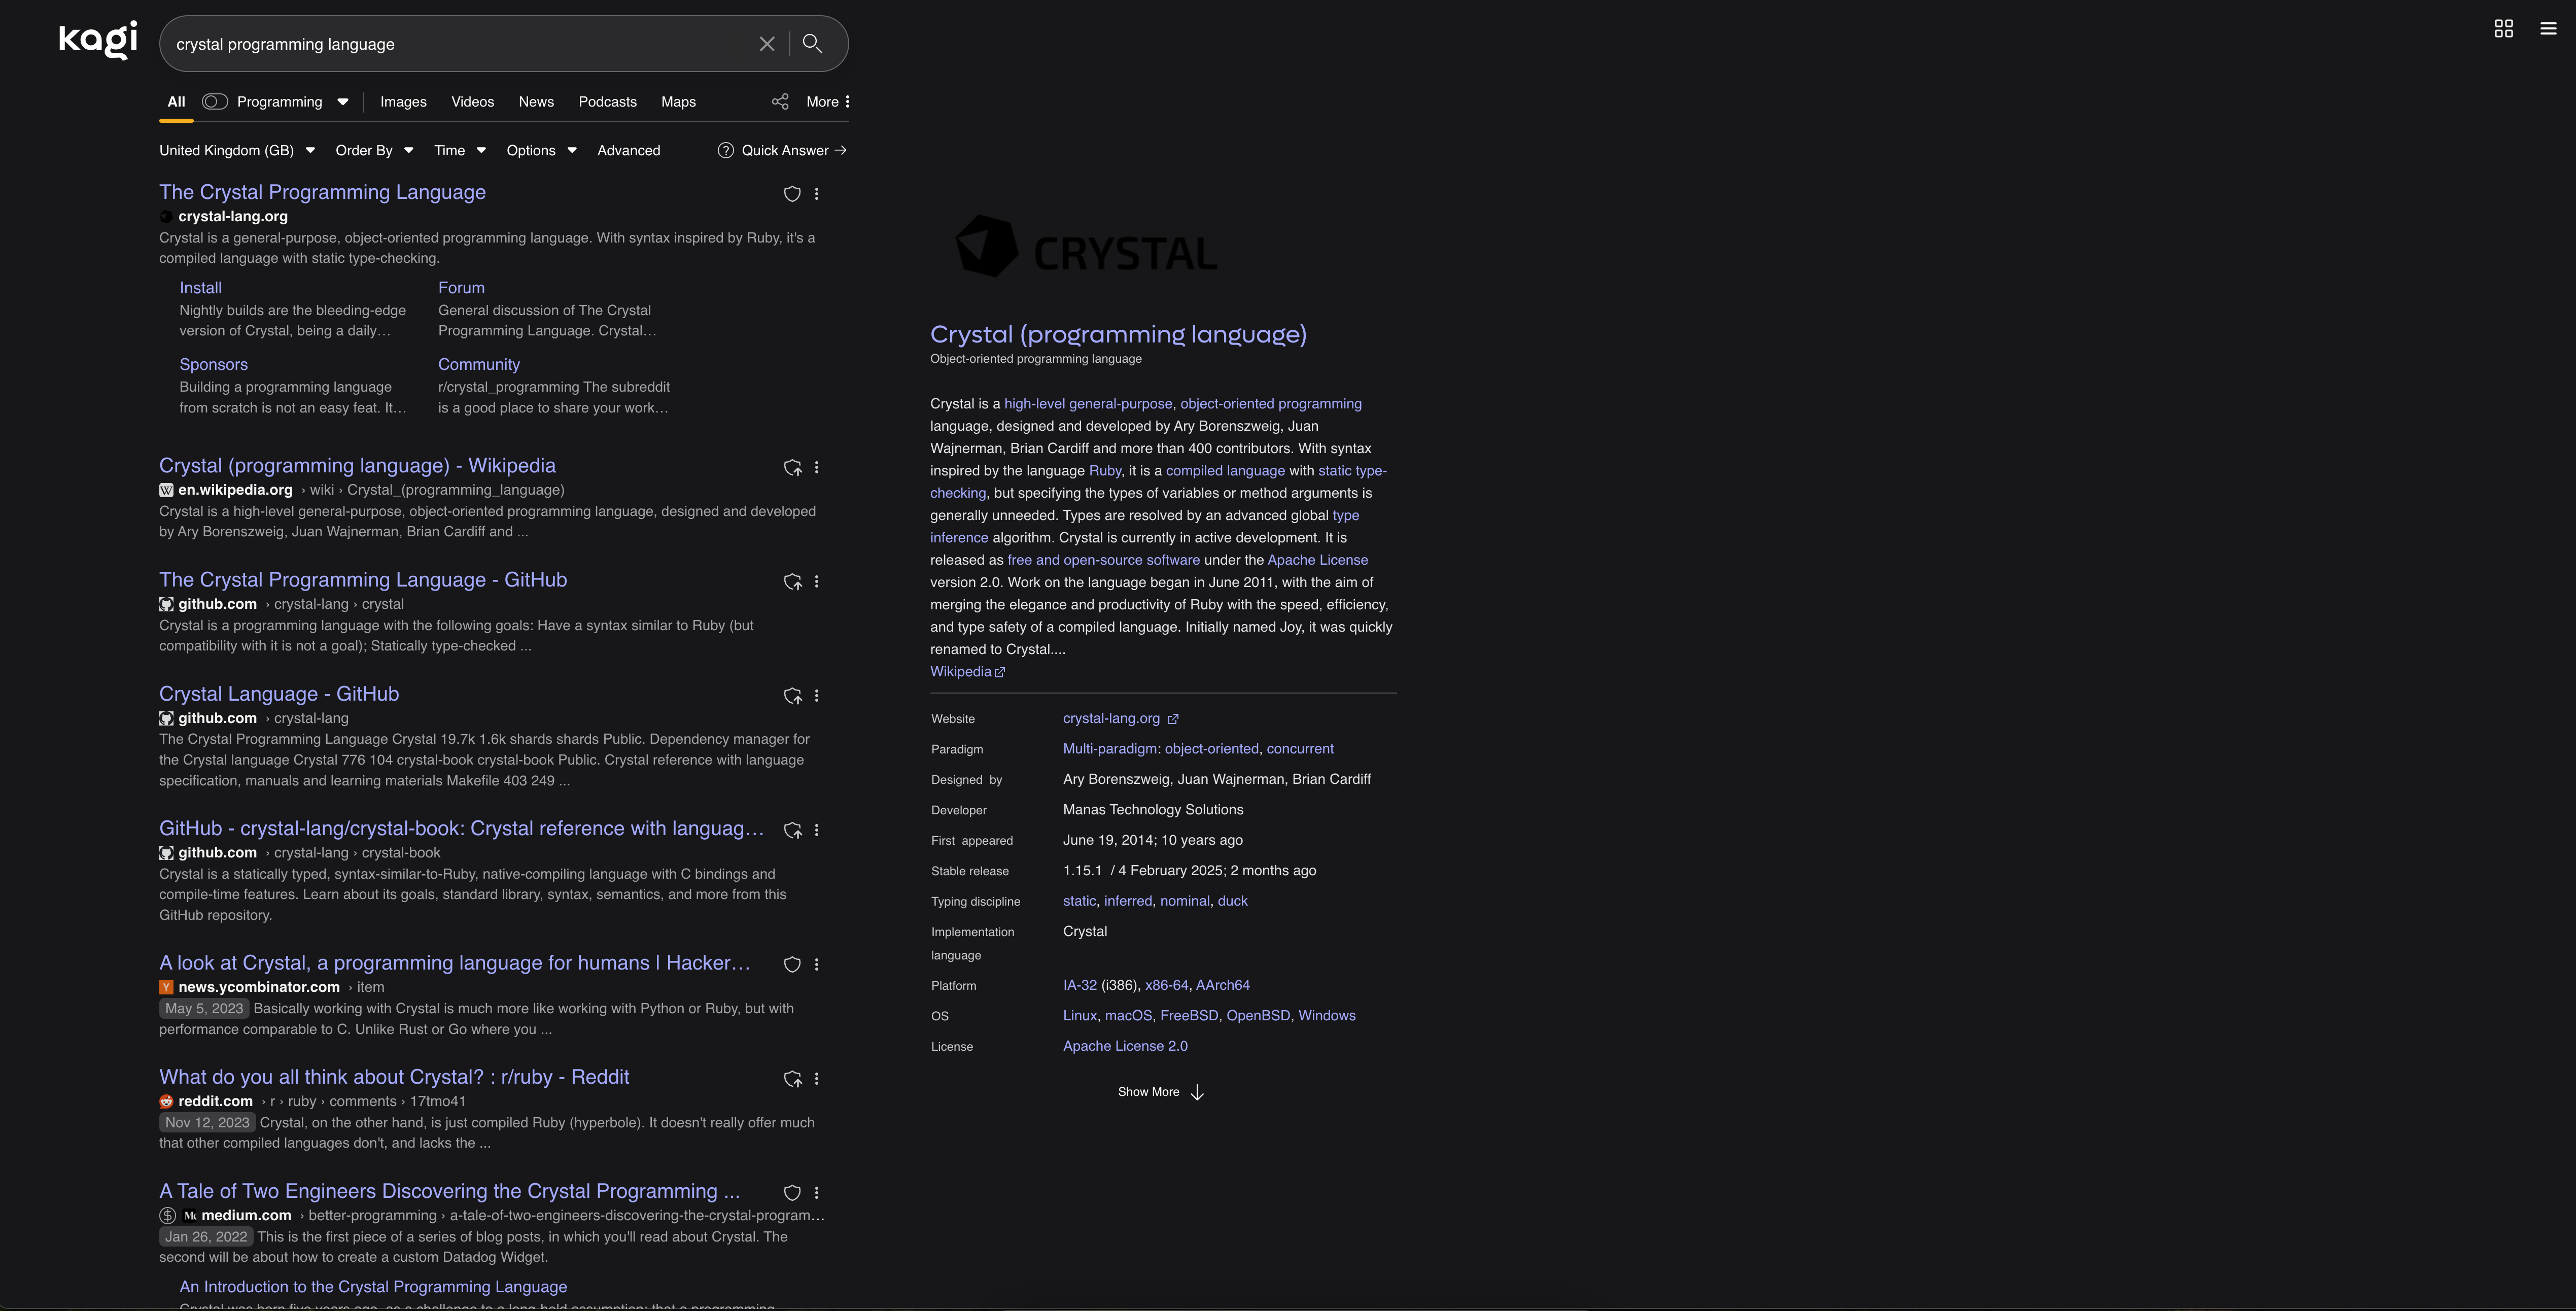 kagi
crystal programming language
All Programming Images Videos News Podcasts Maps More
United Kingdom (GB) Order By Time Options Advanced Quick Answer
The Crystal Programming Language
crystal-lang.org
Crystal is a general-purpose, object-oriented programming language. With syntax inspired by Ruby, it's a
compiled language with static type-checking.
Install
Nightly builds are the bleeding-edge
version of Crystal, being a daily…
Forum
General discussion of The Crystal
Programming Language. Crystal…
Sponsors
Building a programming language
from scratch is not an easy feat. It…
Community
r/crystal_programming The subreddit
is a good place to share your work…
Crystal (programming language) - Wikipedia
W en.wikipedia.org › wiki › Crystal_(programming_language)
Crystal is a high-level general-purpose, object-oriented programming language, designed and developed
by Ary Borenszweig, Juan Wajnerman, Brian Cardiff and ...
The Crystal Programming Language - GitHub
github.com › crystal-lang › crystal
Crystal is a programming language with the following goals: Have a syntax similar to Ruby (but
compatibility with it is not a goal); Statically type-checked ...
Crystal Language - GitHub
github.com › crystal-lang
The Crystal Programming Language Crystal 19.7k 1.6k shards shards Public. Dependency manager for
the Crystal language Crystal 776 104 crystal-book crystal-book Public. Crystal reference with language
specification, manuals and learning materials Makefile 403 249 ...
GitHub - crystal-lang/crystal-book: Crystal reference with languag…
github.com › crystal-lang › crystal-book
Crystal is a statically typed, syntax-similar-to-Ruby, native-compiling language with C bindings and
compile-time features. Learn about its goals, standard library, syntax, semantics, and more from this
GitHub repository.
A look at Crystal, a programming language for humans | Hacker…
Y news.ycombinator.com › item
May 5, 2023 Basically working with Crystal is much more like working with Python or Ruby, but with
performance comparable to C. Unlike Rust or Go where you ...
What do you all think about Crystal? : r/ruby - Reddit
reddit.com › r › ruby › comments › 17tmo41
Nov 12, 2023 Crystal, on the other hand, is just compiled Ruby (hyperbole). It doesn't really offer much
that other compiled languages don't, and lacks the ...
A Tale of Two Engineers Discovering the Crystal Programming ...
medium.com › better-programming › a-tale-of-two-engineers-discovering-the-crystal-program…
Jan 26, 2022 This is the first piece of a series of blog posts, in which you'll read about Crystal. The
second will be about how to create a custom Datadog Widget.
An Introduction to the Crystal Programming Language
CRYSTAL
Crystal (programming language)
Object-oriented programming language
Crystal is a high-level general-purpose, object-oriented programming
language, designed and developed by Ary Borenszweig, Juan
Wajnerman, Brian Cardiff and more than 400 contributors. With syntax
inspired by the language Ruby, it is a compiled language with static type-
checking, but specifying the types of variables or method arguments is
generally unneeded. Types are resolved by an advanced global type
inference algorithm. Crystal is currently in active development. It is
released as free and open-source software under the Apache License
version 2.0. Work on the language began in June 2011, with the aim of
merging the elegance and productivity of Ruby with the speed, efficiency,
and type safety of a compiled language. Initially named Joy, it was quickly
renamed to Crystal....
Wikipedia
Website crystal-lang.org
Paradigm Multi-paradigm: object-oriented, concurrent
Designed by Ary Borenszweig, Juan Wajnerman, Brian Cardiff
Developer Manas Technology Solutions
First appeared June 19, 2014; 10 years ago
Stable release 1.15.1 / 4 February 2025; 2 months ago
Typing discipline static, inferred, nominal, duck
Implementation Crystal
language
Platform IA-32 (i386), x86-64, AArch64
OS Linux, macOS, FreeBSD, OpenBSD, Windows
License Apache License 2.0
Show More